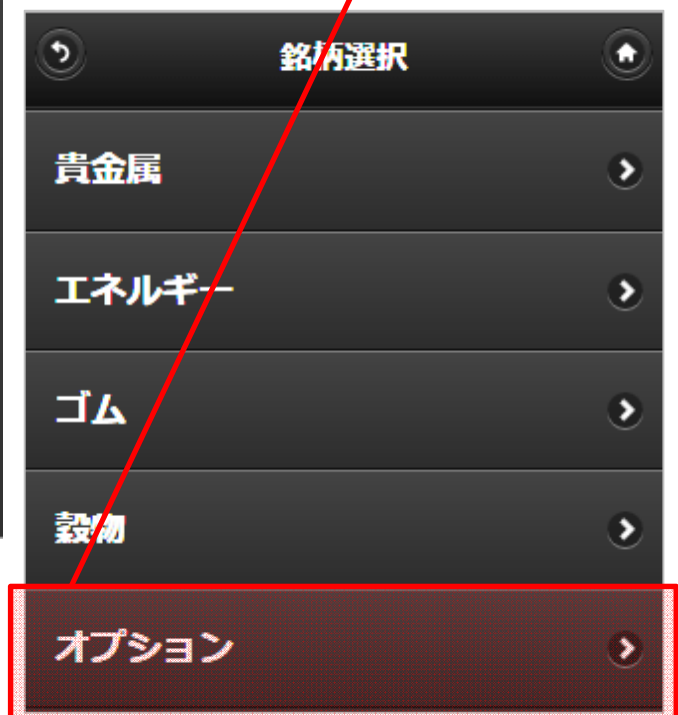 銘柄選択
貴金属
エネルギー
ゴム
穀物
オプション